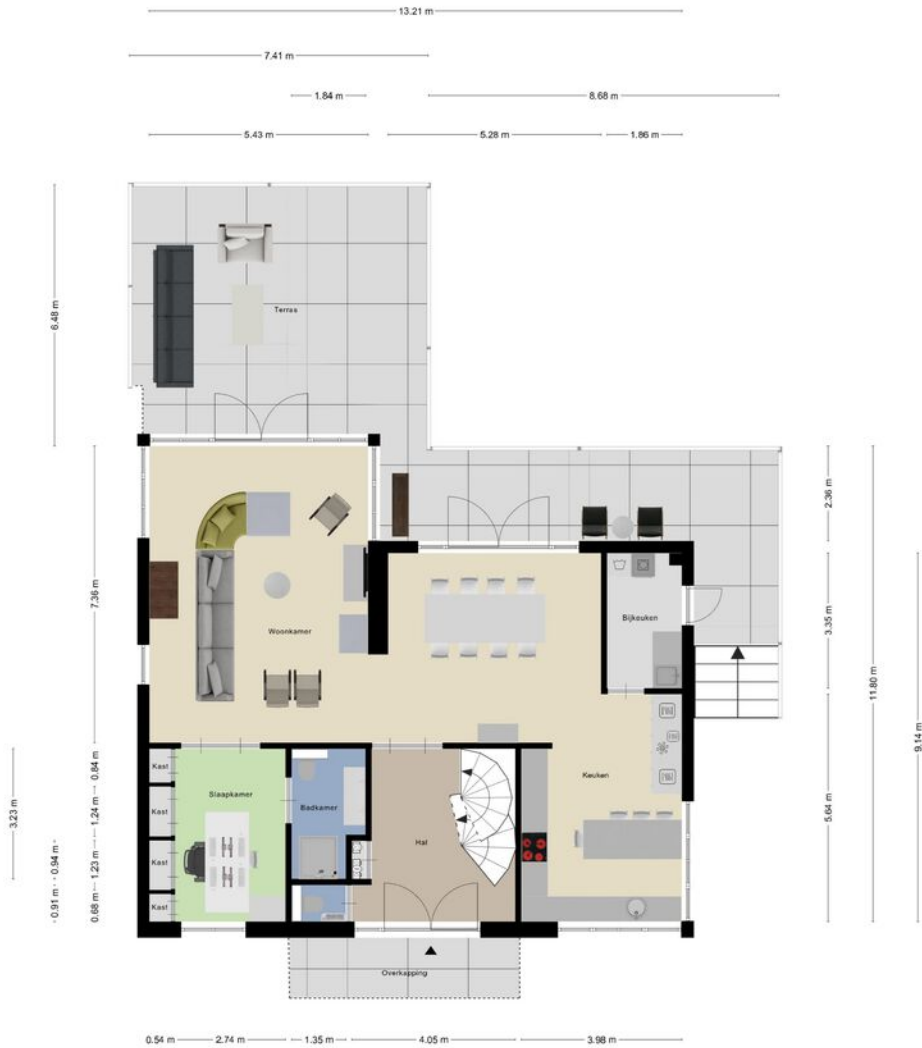 13.21 m
7.41 m
1.84 m
8.68 m
5.43 m
5.28 m
1.86 m
6.48 m
Terras
2.36 m
7.36 m
3.35 m
Woonkamer
Bijkeuken
11.80 m
9.14 m
5.64 m
3.23 m
0.84 m
1.24 m
1.23 m
0.68 m
0.94 m
0.91 m
Kast
Kast
Kast
Kast
Slaapkamer
Badkamer
Hal
Keuken
Overkapping
0.54 m
2.74 m
1.35 m
4.05 m
3.98 m